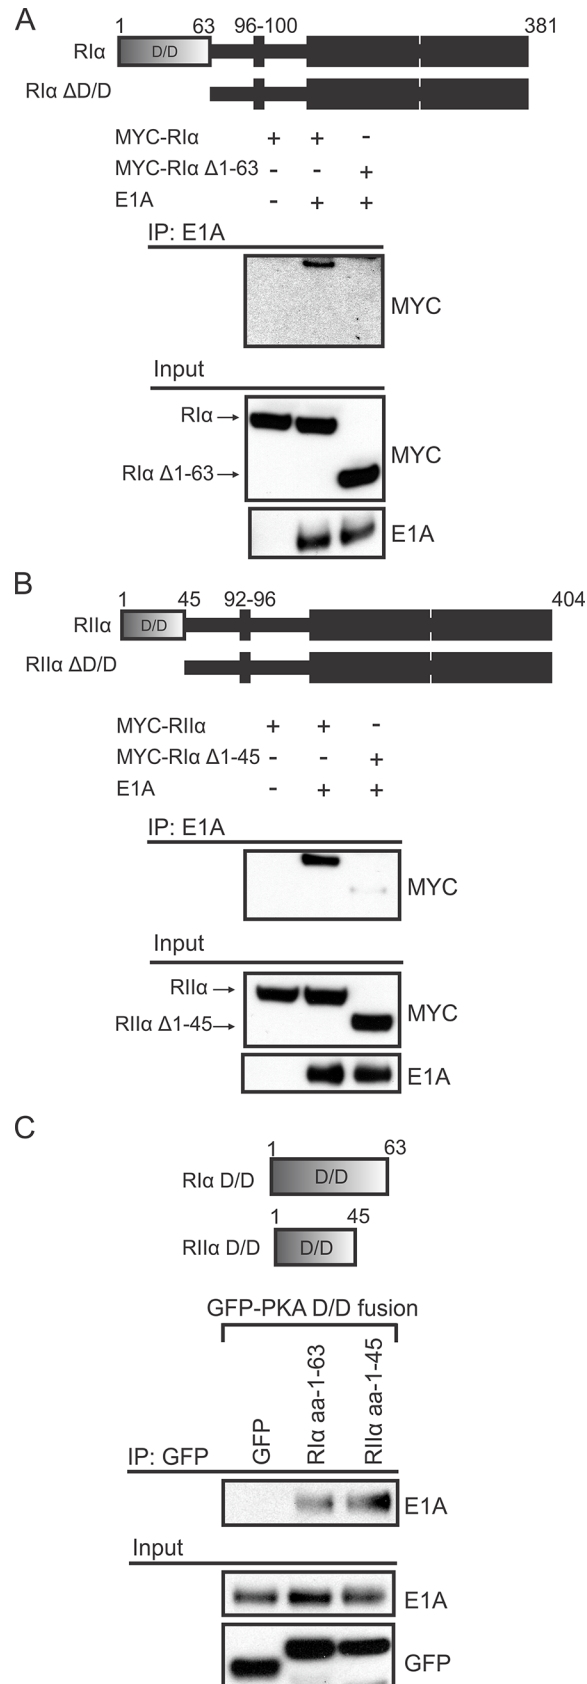 A
1 63 96-100 381
RIα D/D
RIα ΔD/D
MYC-RIα + + -
MYC-RIα Δ1-63 - - +
E1A - + +
IP: E1A
MYC
Input
RIα
MYC
RIα Δ1-63
E1A
B
1 45 92-96 404
RIIα D/D
RIIα ΔD/D
MYC-RIIα + + -
MYC-RIα Δ1-45 - - +
E1A - + +
IP: E1A
MYC
Input
RIIα
MYC
RIIα Δ1-45
E1A
C
1 63
RIα D/D D/D
1 45
RIIα D/D D/D
GFP-PKA D/D fusion
GFP
RIα aa-1-63
RIIα aa-1-45
IP: GFP
E1A
Input
E1A
GFP